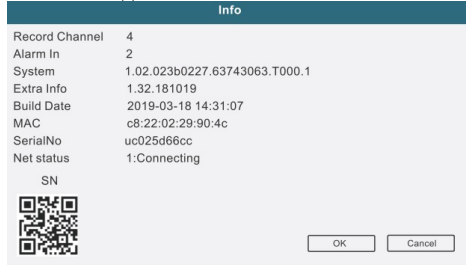 Info
Record Channel 4
Alarm In 2
System 1.02.023b0227.63743063.T000.1
Extra Info 1.32.181019
Build Date 2019-03-18 14:31:07
MAC c8:22:02:29:90:4c
SerialNo uc025d66cc
Net status 1:Connecting
SN
OK Cancel